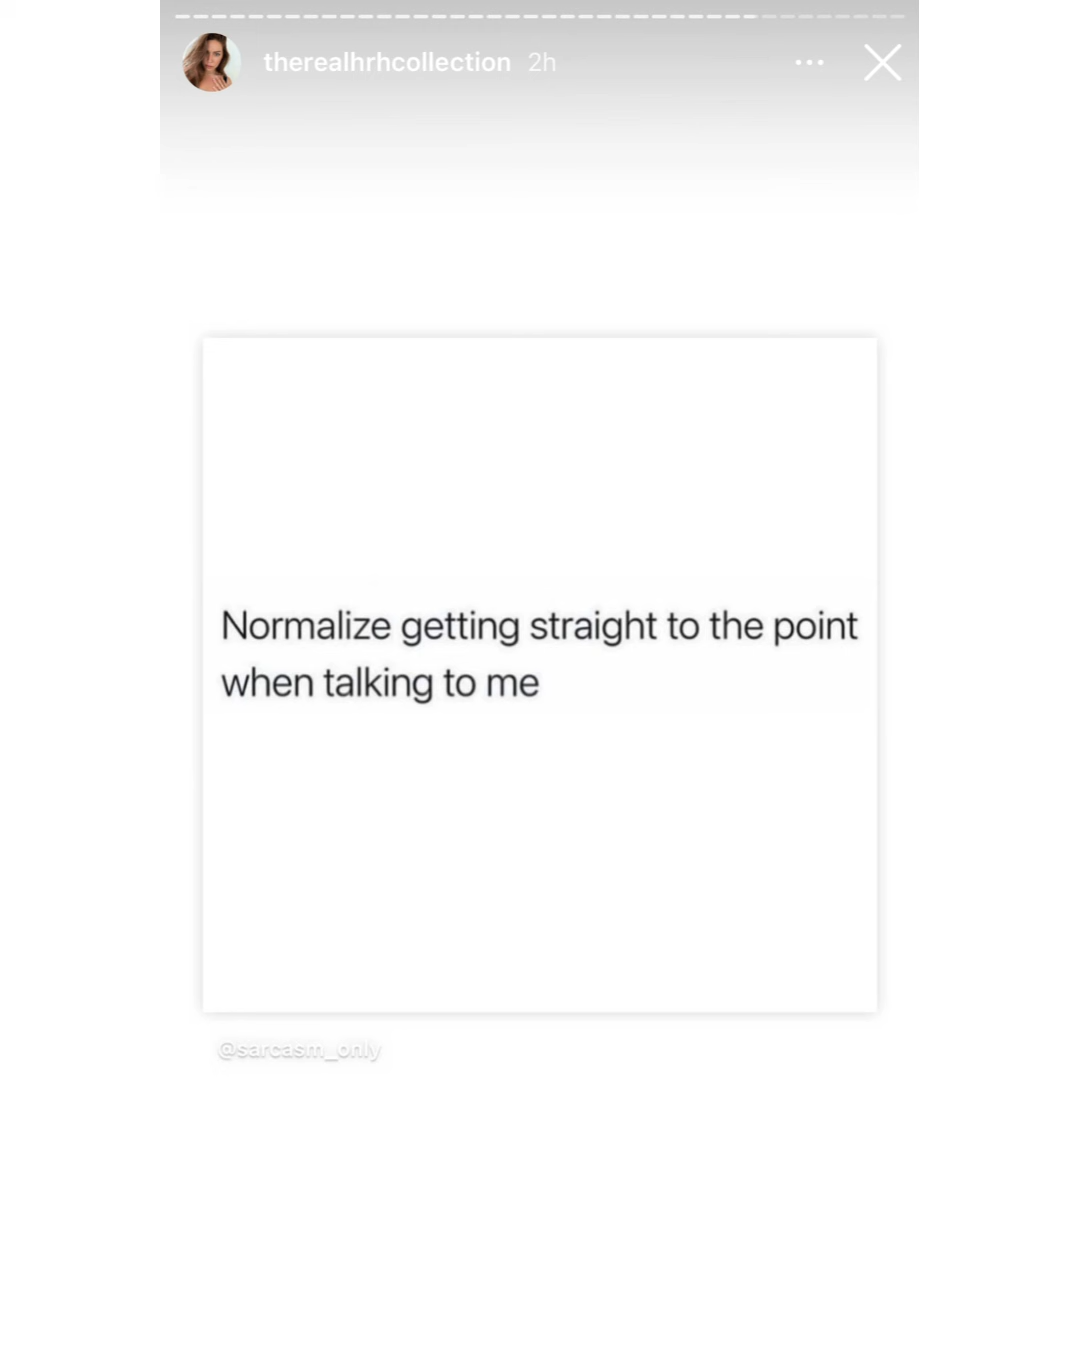 therealhrhcollection 2h
Normalize getting straight to the point
when talking to me
@sarcasm_only